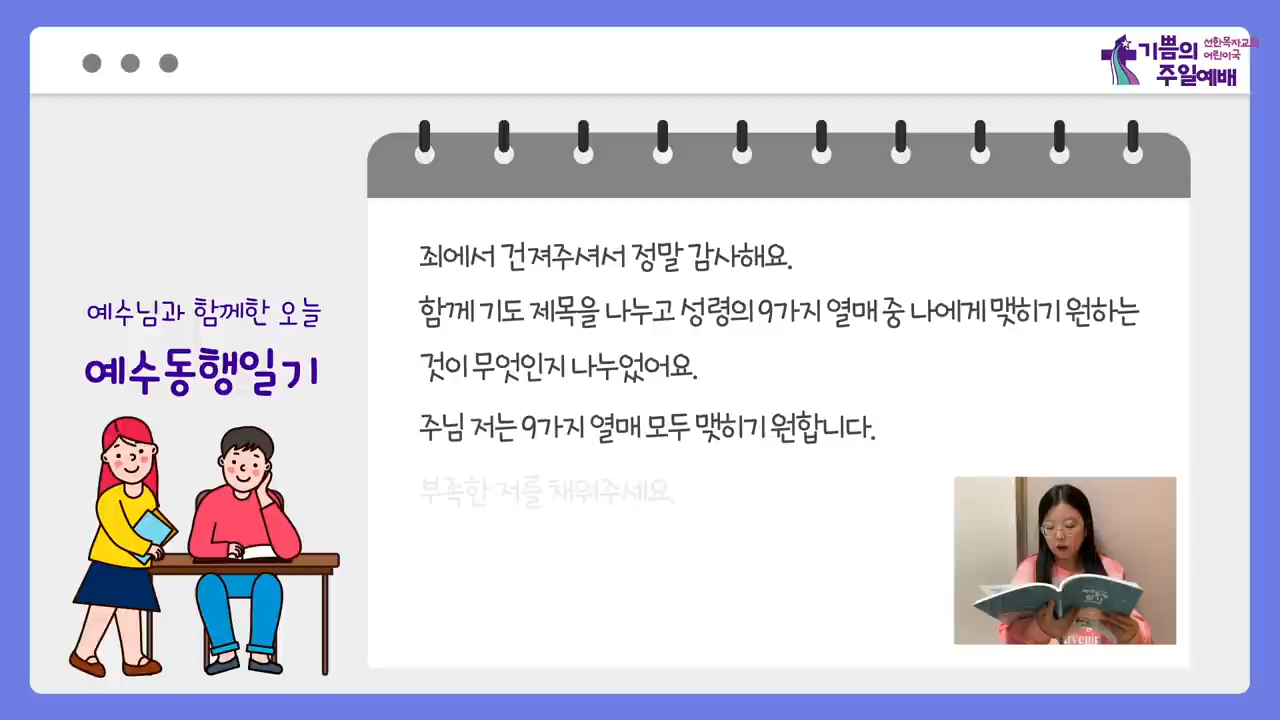 기쁨의
선한목자교회
어린이국
주일예배
예수님과 함께한 오늘
예수동행일기
죄에서 건져주셔서 정말 감사해요.
함께 기도 제목을 나누고 성령의 9가지 열매 중 나에게 맺히기 원하는
것이 무엇인지 나누었어요.
주님 저는 9가지 열매 모두 맺히기 원합니다.
부족한 저를 채워주세요.